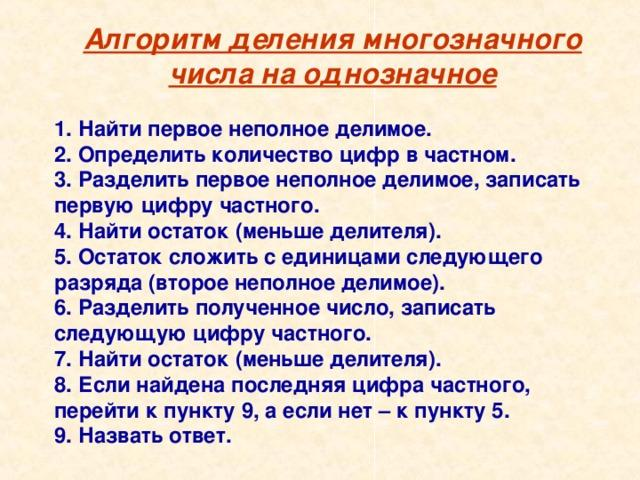 Алгоритм деления многозначного
числа на однозначное
1. Найти первое неполное делимое.
2. Определить количество цифр в частном.
3. Разделить первое неполное делимое, записать
первую цифру частного.
4. Найти остаток (меньше делителя).
5. Остаток сложить с единицами следующего
разряда (второе неполное делимое).
6. Разделить полученное число, записать
следующую цифру частного.
7. Найти остаток (меньше делителя).
8. Если найдена последняя цифра частного,
перейти к пункту 9, а если нет – к пункту 5.
9. Назвать ответ.